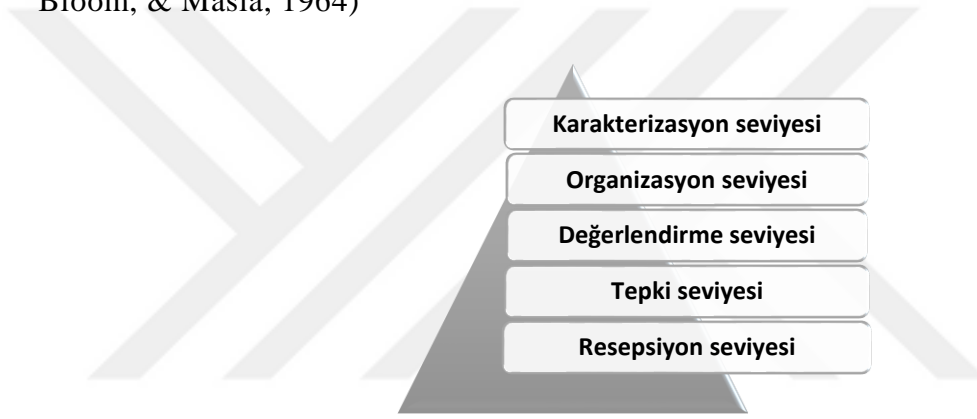 Bloom, & Masia, 1964)
Karakterizasyon seviyesi
Organizasyon seviyesi
Değerlendirme seviyesi
Tepki seviyesi
Resepsiyon seviyesi